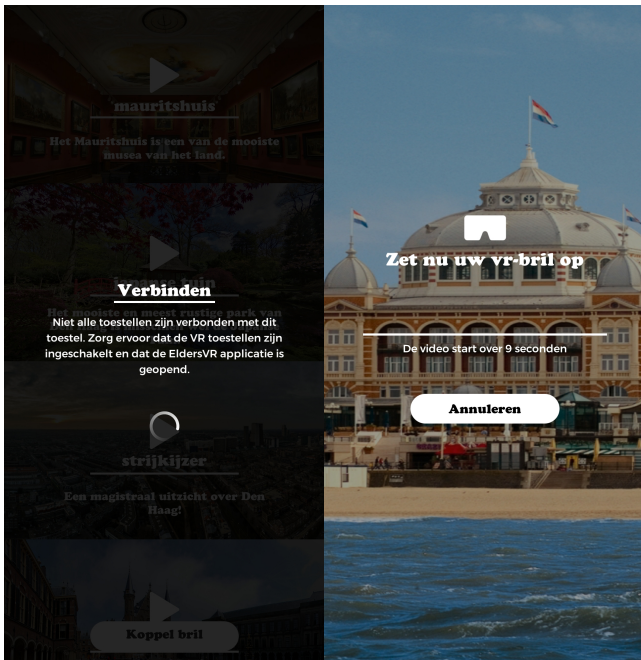 mauritshuis
Het Mauritshuis is een van de mooiste
musea van het land.
Verbinden
Het mooiste en meest rustige park van
Niet alle toestellen zijn verbonden met dit
toestel. Zorg ervoor dat de VR toestellen zijn
ingeschakelt en dat de EldersVR applicatie is
geopend.
strijkijzer
Een magistraal uitzicht over Den
Haag!
Koppel bril
Zet nu uw vr-bril op
De video start over 9 seconden
Annuleren